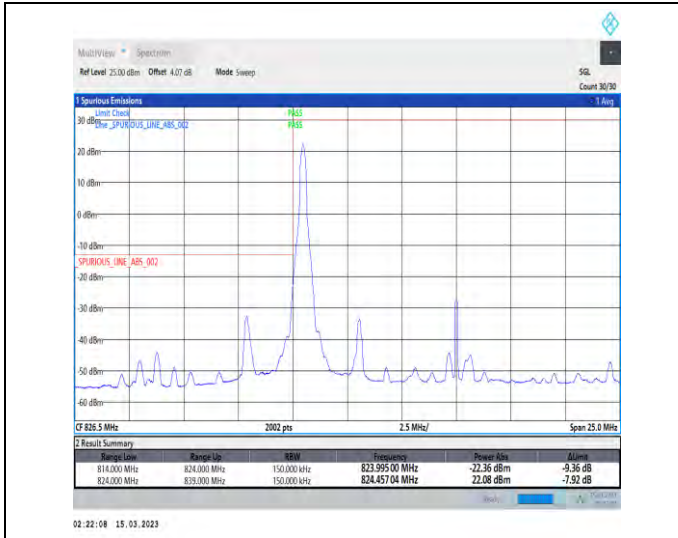 MultiView Spectrum
Ref Level 25.00 dBm Offset 4.07 dB Mode Sweep SGL
Count 30/30
1 Spurious Emissions 1 Avg
Limit Check PASS
30 dBm
Line _SPURIOUS_LINE_ABS_002 PASS
20 dBm
10 dBm
0 dBm
-10 dBm
_SPURIOUS_LINE_ABS_002
-20 dBm
-30 dBm
-40 dBm
-50 dBm
-60 dBm
CF 826.5 MHz 2002 pts 2.5 MHz/ Span 25.0 MHz
2 Result Summary
Range Low Range Up RBW Frequency Power Abs ΔLimit
814.000 MHz 824.000 MHz 150.000 kHz 823.99500 MHz -22.36 dBm -9.36 dB
824.000 MHz 839.000 MHz 150.000 kHz 824.45704 MHz 22.08 dBm -7.92 dB
02:22:08 15.03.2023